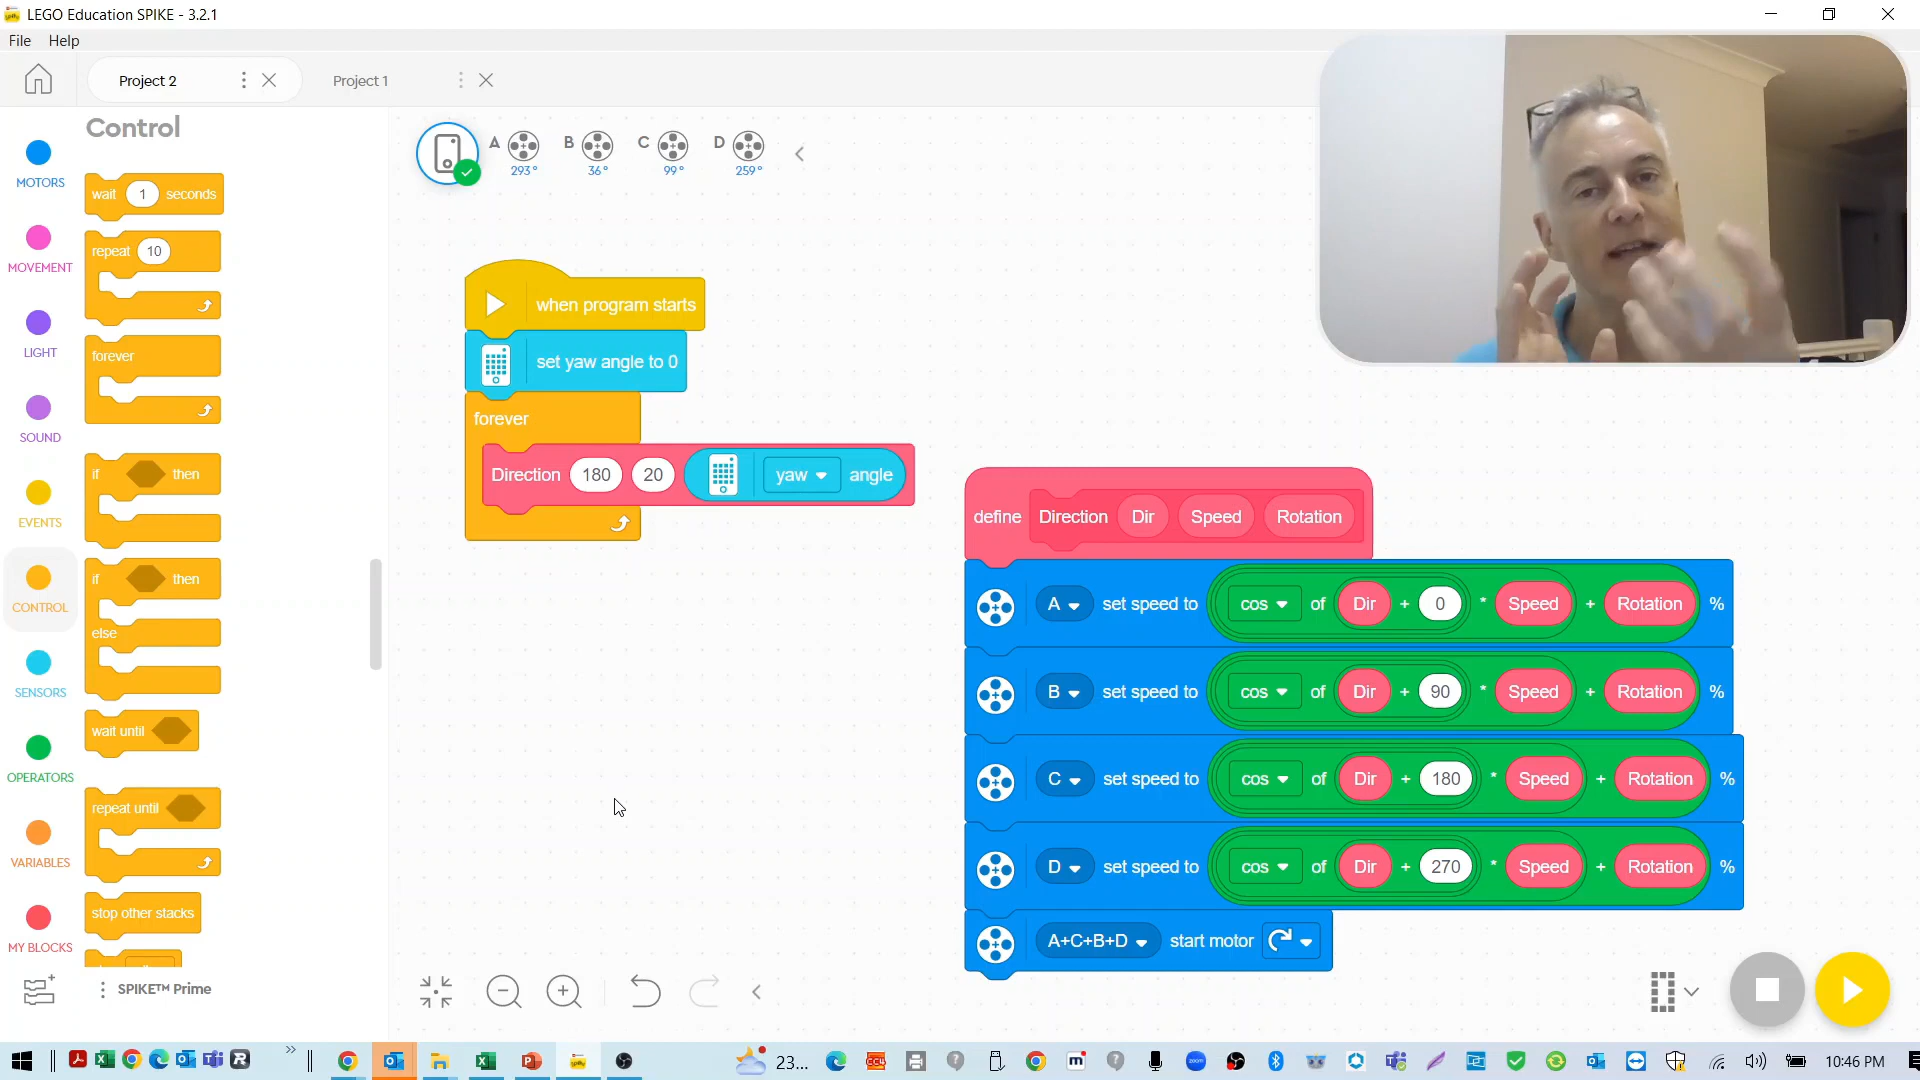 LEGO Education SPIKE - 3.2.1
File Help
Project 2
Project 1
Control
MOTORS
MOVEMENT
LIGHT
SOUND
EVENTS
CONTROL
SENSORS
OPERATORS
VARIABLES
MY BLOCKS
wait 1 seconds
repeat 10
forever
if then
if then
else
wait until
repeat until
stop other stacks
SPIKE™ Prime
A B C D
293° 36° 99° 259°
when program starts
set yaw angle to 0
forever
Direction 180 20 yaw angle
define Direction Dir Speed Rotation
A set speed to cos of Dir + 0 * Speed + Rotation %
B set speed to cos of Dir + 90 * Speed + Rotation %
C set speed to cos of Dir + 180 * Speed + Rotation %
D set speed to cos of Dir + 270 * Speed + Rotation %
A+C+B+D start motor
23... 10:46 PM